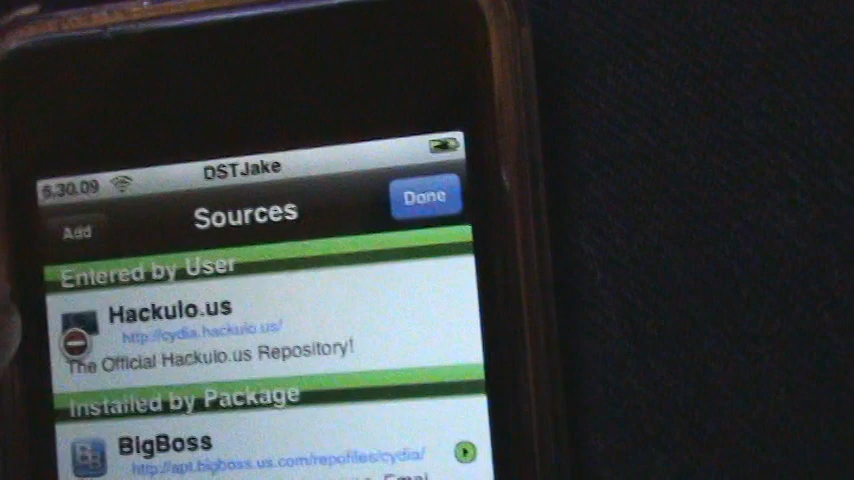 6.30.09
DSTJake
Add
Sources
Done
Entered by User
Hackulo.us
http://cydia.hackulo.us/
The Official Hackulo.us Repository!
Installed by Package
BigBoss
http://apt.bigboss.us.com/repofiles/cydia/